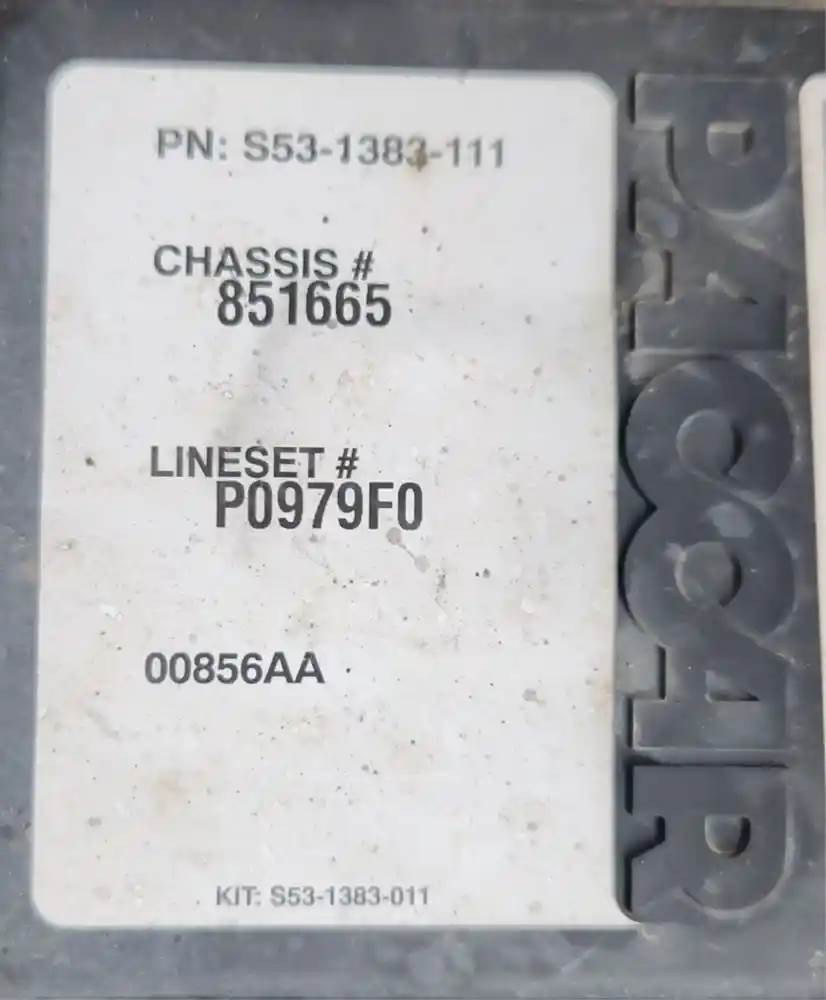 PN: S53-1383-111
CHASSIS #
851665
LINESET #
P0979F0
00856AA
KIT: S53-1383-011
PACCAR